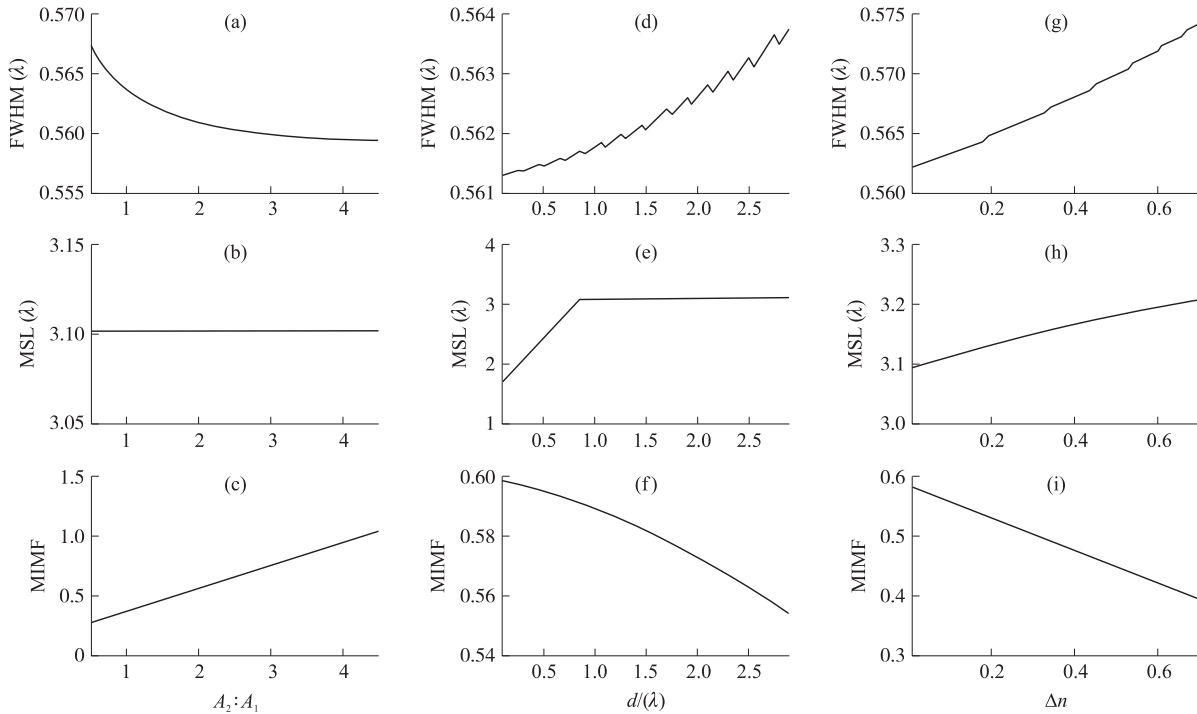 (a)
FWHM (λ)
0.570
0.565
0.560
0.555
1 2 3 4
(d)
FWHM (λ)
0.564
0.563
0.562
0.561
0.5 1.0 1.5 2.0 2.5
(g)
FWHM (λ)
0.575
0.570
0.565
0.560
0.2 0.4 0.6
(b)
MSL (λ)
3.15
3.10
3.05
1 2 3 4
(e)
MSL (λ)
4
3
2
1
0.5 1.0 1.5 2.0 2.5
(h)
MSL (λ)
3.3
3.2
3.1
3.0
0.2 0.4 0.6
(c)
MIMF
1.5
1.0
0.5
0
1 2 3 4
A₂:A₁
(f)
MIMF
0.60
0.58
0.56
0.54
0.5 1.0 1.5 2.0 2.5
d/(λ)
(i)
MIMF
0.6
0.5
0.4
0.3
0.2 0.4 0.6
Δn